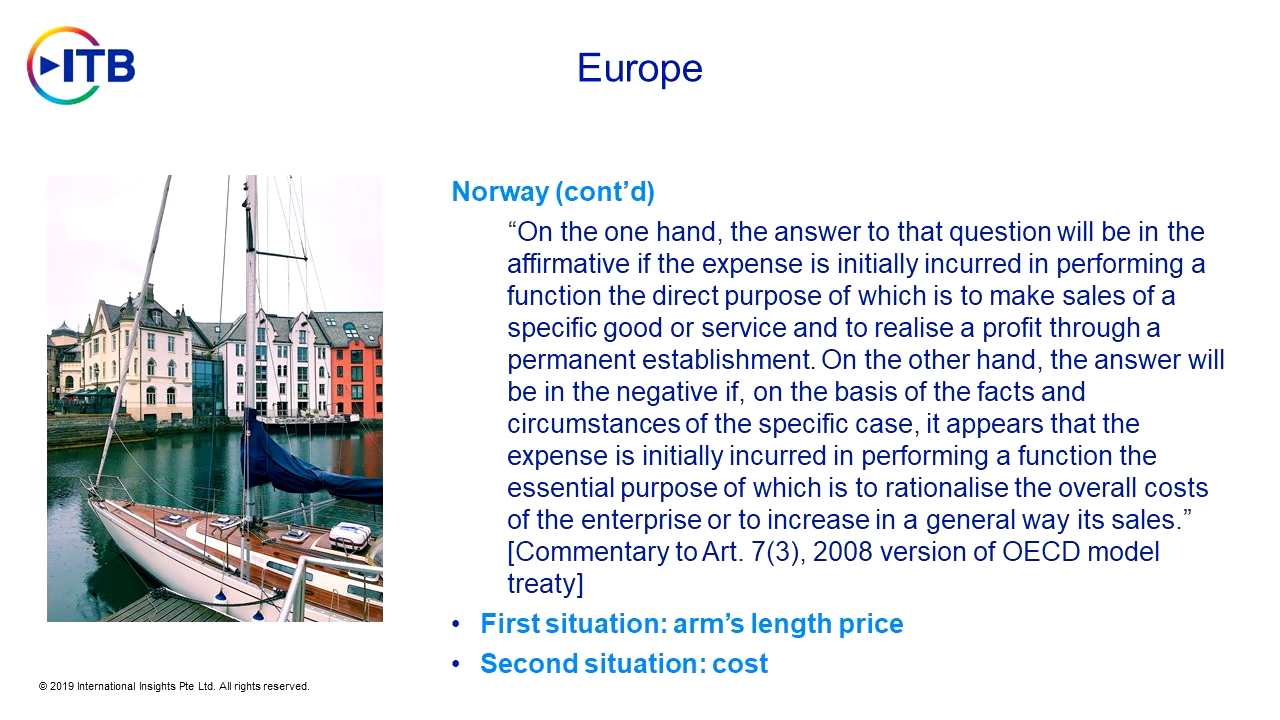 ITB
Europe
Norway (cont’d)
“On the one hand, the answer to that question will be in the
affirmative if the expense is initially incurred in performing a
function the direct purpose of which is to make sales of a
specific good or service and to realise a profit through a
permanent establishment. On the other hand, the answer will
be in the negative if, on the basis of the facts and
circumstances of the specific case, it appears that the
expense is initially incurred in performing a function the
essential purpose of which is to rationalise the overall costs
of the enterprise or to increase in a general way its sales.”
[Commentary to Art. 7(3), 2008 version of OECD model
treaty]
• First situation: arm’s length price
• Second situation: cost
© 2019 International Insights Pte Ltd. All rights reserved.